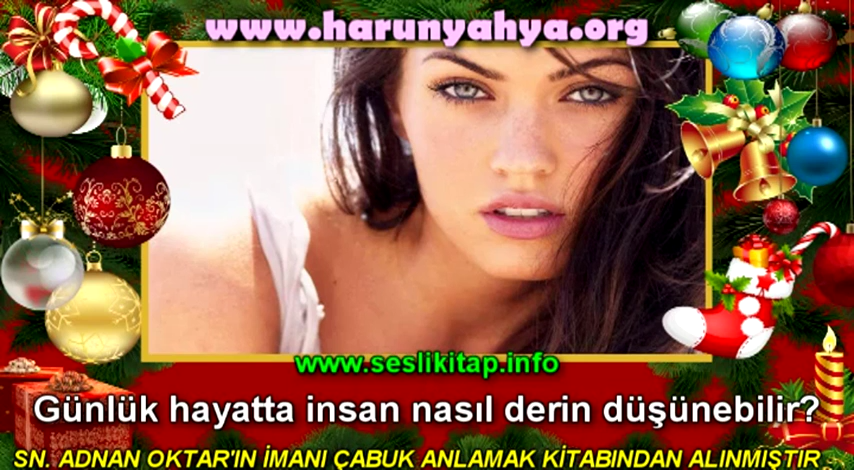 www.harunyahya.org
www.seslikitap.info
Günlük hayatta insan nasıl derin düşünebilir?
SN. ADNAN OKTAR'IN İMANI ÇABUK ANLAMAK KİTABINDAN ALINMIŞTIR